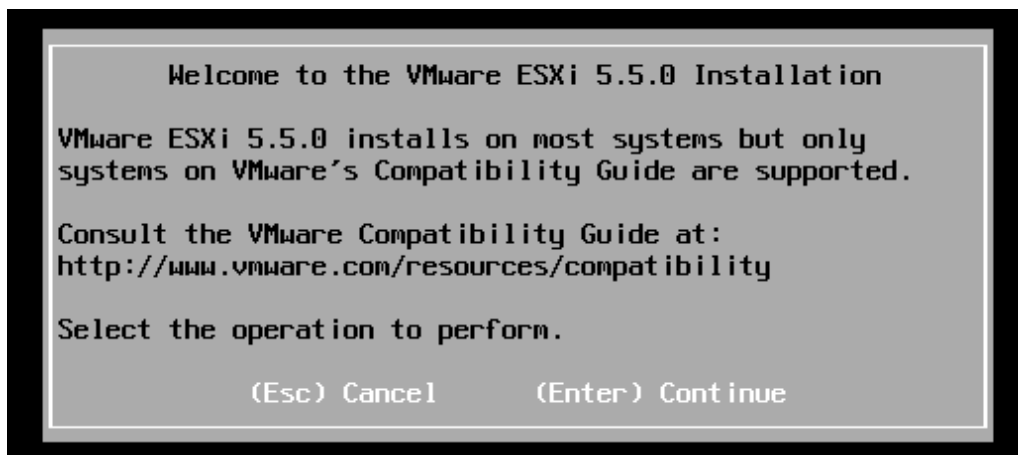 Welcome to the VMware ESXi 5.5.0 Installation
VMware ESXi 5.5.0 installs on most systems but only
systems on VMware's Compatibility Guide are supported.
Consult the VMware Compatibility Guide at:
http://www.vmware.com/resources/compatibility
Select the operation to perform.
(Esc) Cancel (Enter) Continue